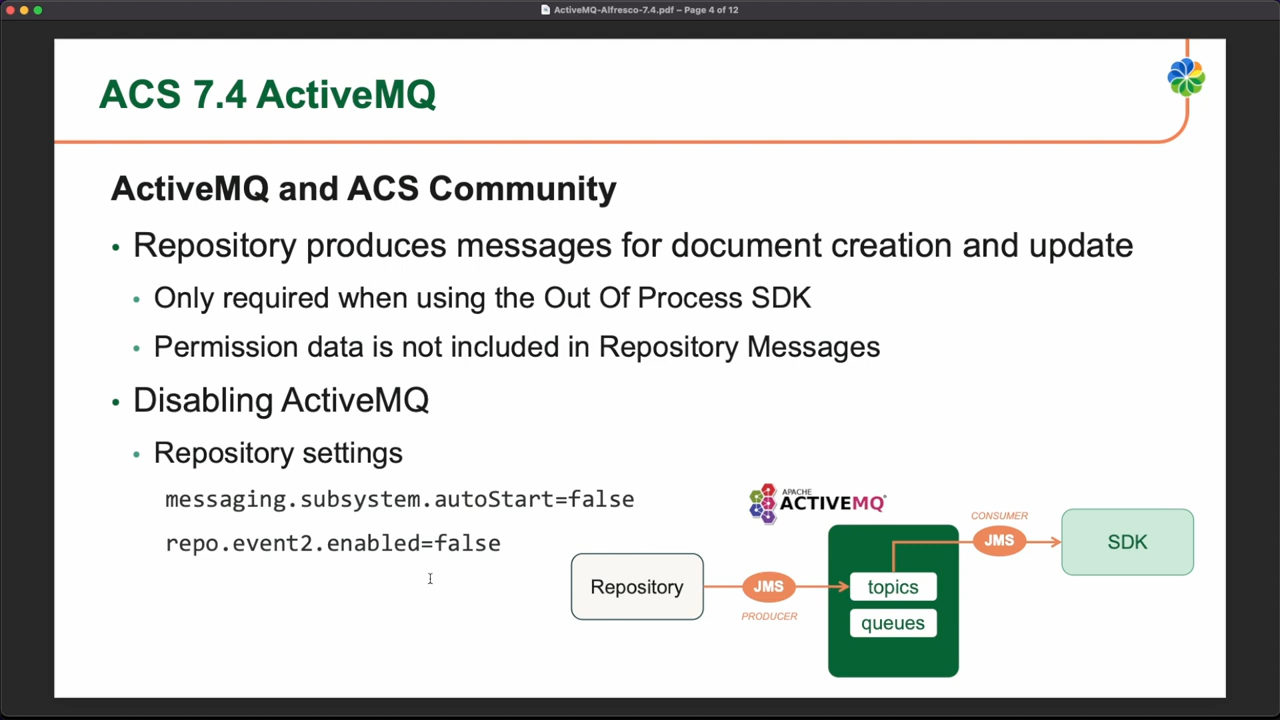 ActiveMQ-Alfresco-7.4.pdf – Page 4 of 12
ACS 7.4 ActiveMQ
ActiveMQ and ACS Community
• Repository produces messages for document creation and update
• Only required when using the Out Of Process SDK
• Permission data is not included in Repository Messages
• Disabling ActiveMQ
• Repository settings
messaging.subsystem.autoStart=false
repo.event2.enabled=false
APACHE
ACTIVEMQ
Repository
JMS
PRODUCER
topics
queues
CONSUMER
JMS
SDK